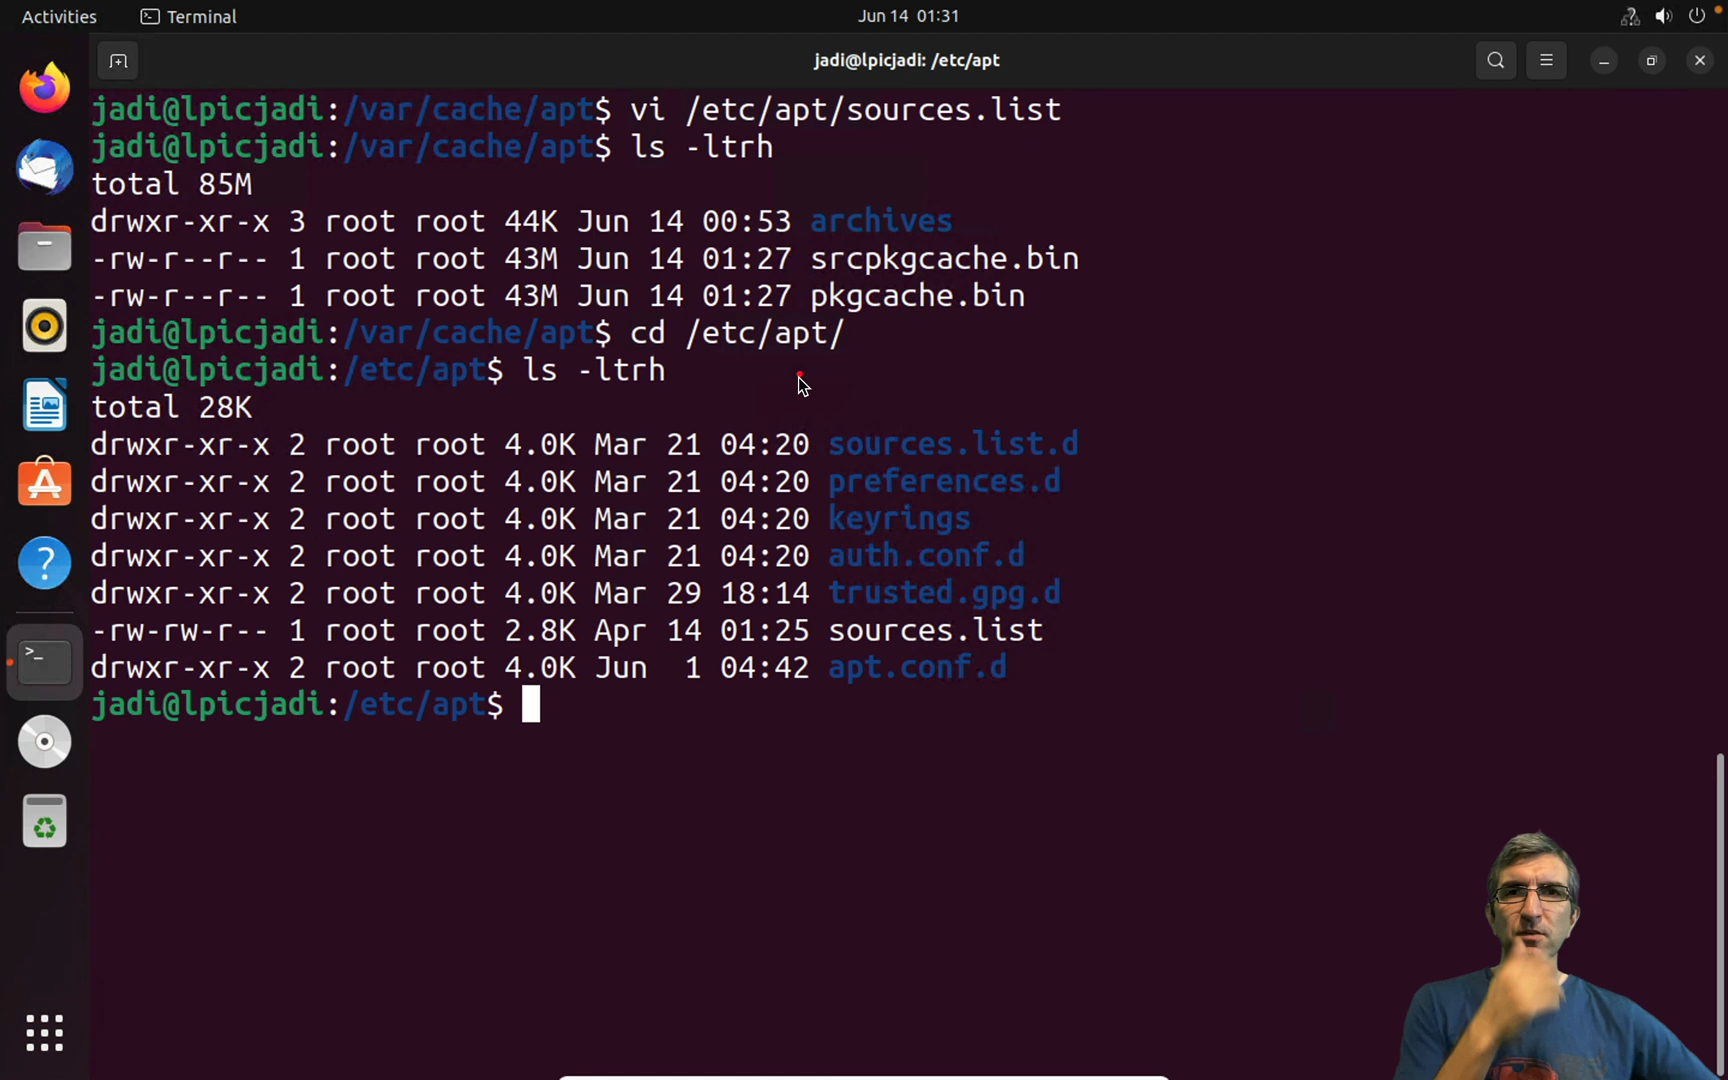 Activities Terminal Jun 14 01:31
jadi@lpicjadi: /etc/apt
jadi@lpicjadi:/var/cache/apt$ vi /etc/apt/sources.list
jadi@lpicjadi:/var/cache/apt$ ls -ltrh
total 85M
drwxr-xr-x 3 root root 44K Jun 14 00:53 archives
-rw-r--r-- 1 root root 43M Jun 14 01:27 srcpkgcache.bin
-rw-r--r-- 1 root root 43M Jun 14 01:27 pkgcache.bin
jadi@lpicjadi:/var/cache/apt$ cd /etc/apt/
jadi@lpicjadi:/etc/apt$ ls -ltrh
total 28K
drwxr-xr-x 2 root root 4.0K Mar 21 04:20 sources.list.d
drwxr-xr-x 2 root root 4.0K Mar 21 04:20 preferences.d
drwxr-xr-x 2 root root 4.0K Mar 21 04:20 keyrings
drwxr-xr-x 2 root root 4.0K Mar 21 04:20 auth.conf.d
drwxr-xr-x 2 root root 4.0K Mar 29 18:14 trusted.gpg.d
-rw-rw-r-- 1 root root 2.8K Apr 14 01:25 sources.list
drwxr-xr-x 2 root root 4.0K Jun  1 04:42 apt.conf.d
jadi@lpicjadi:/etc/apt$